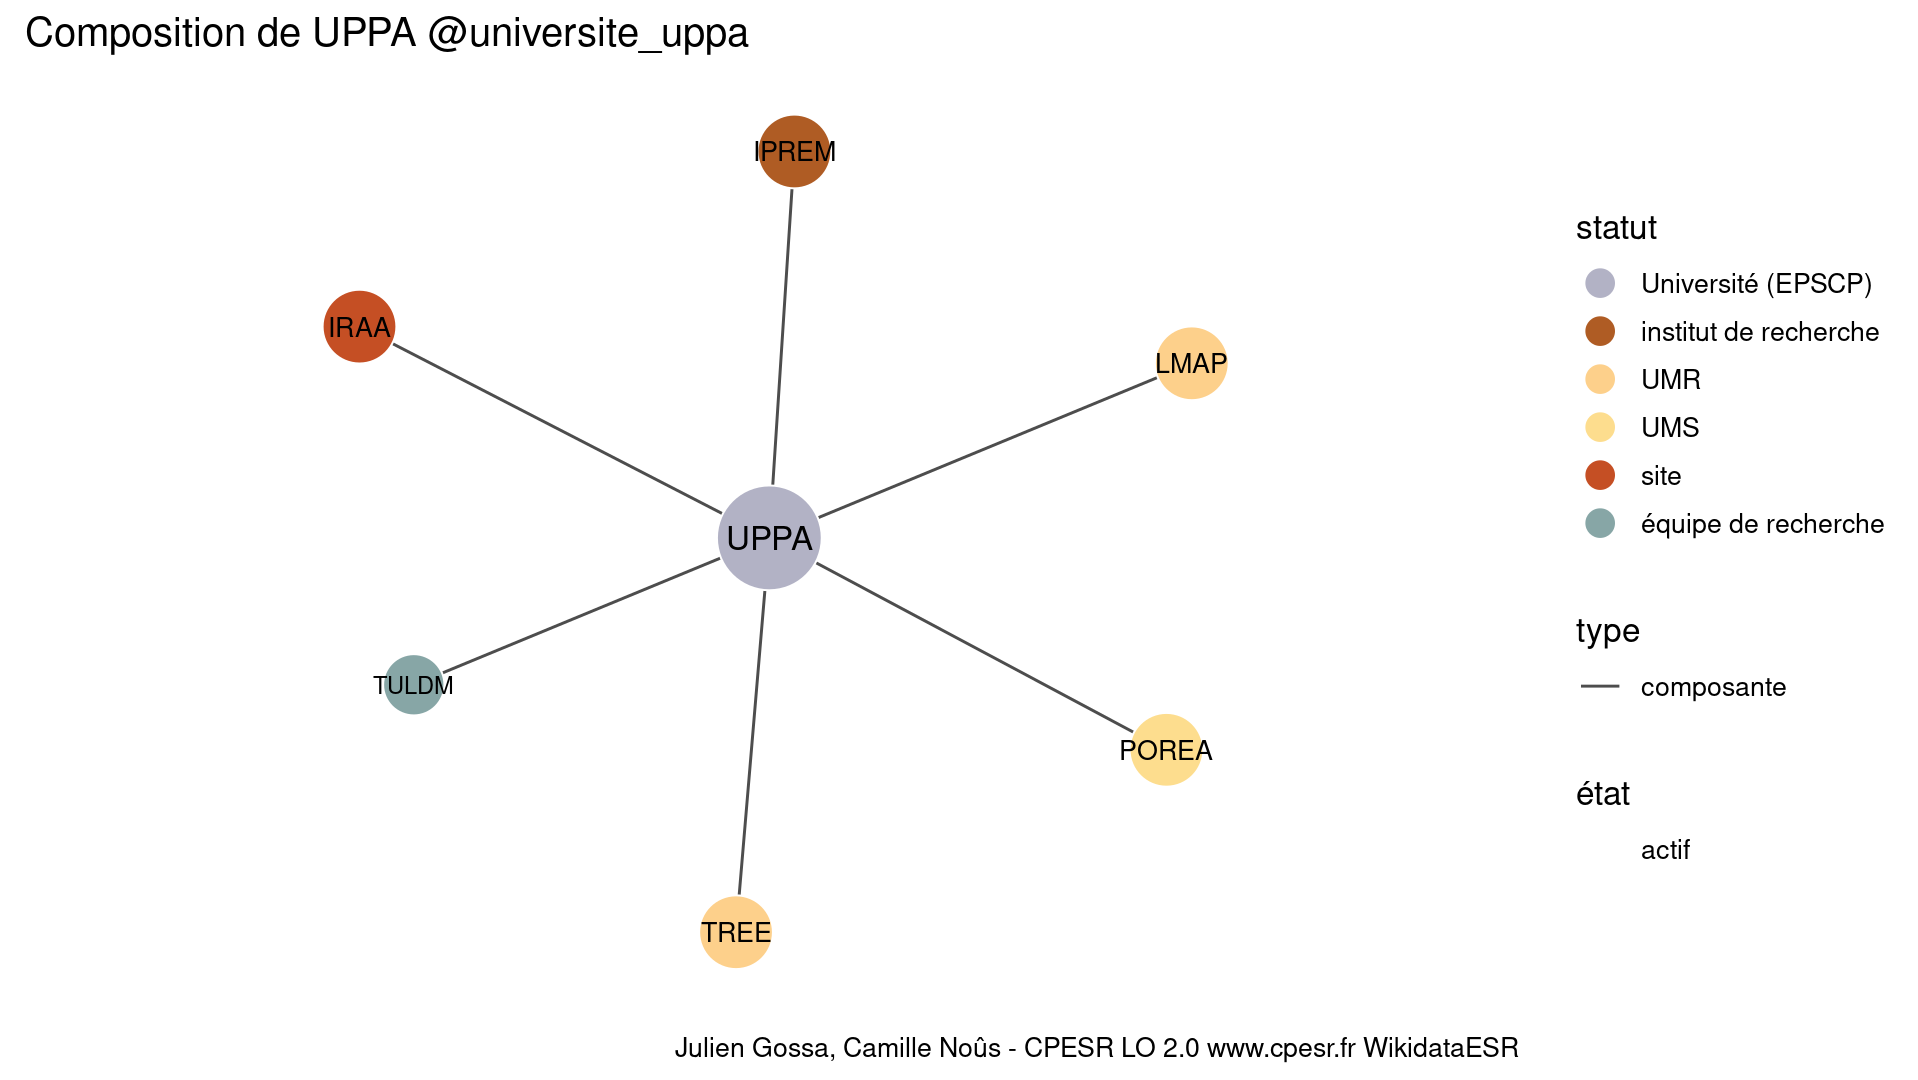 Composition de UPPA @universite_uppa
IPREM
IRAA
LMAP
UPPA
TULDM
POREA
TREE
statut
Université (EPSCP)
institut de recherche
UMR
UMS
site
équipe de recherche
type
composante
état
actif
Julien Gossa, Camille Noûs - CPESR LO 2.0 www.cpesr.fr WikidataESR